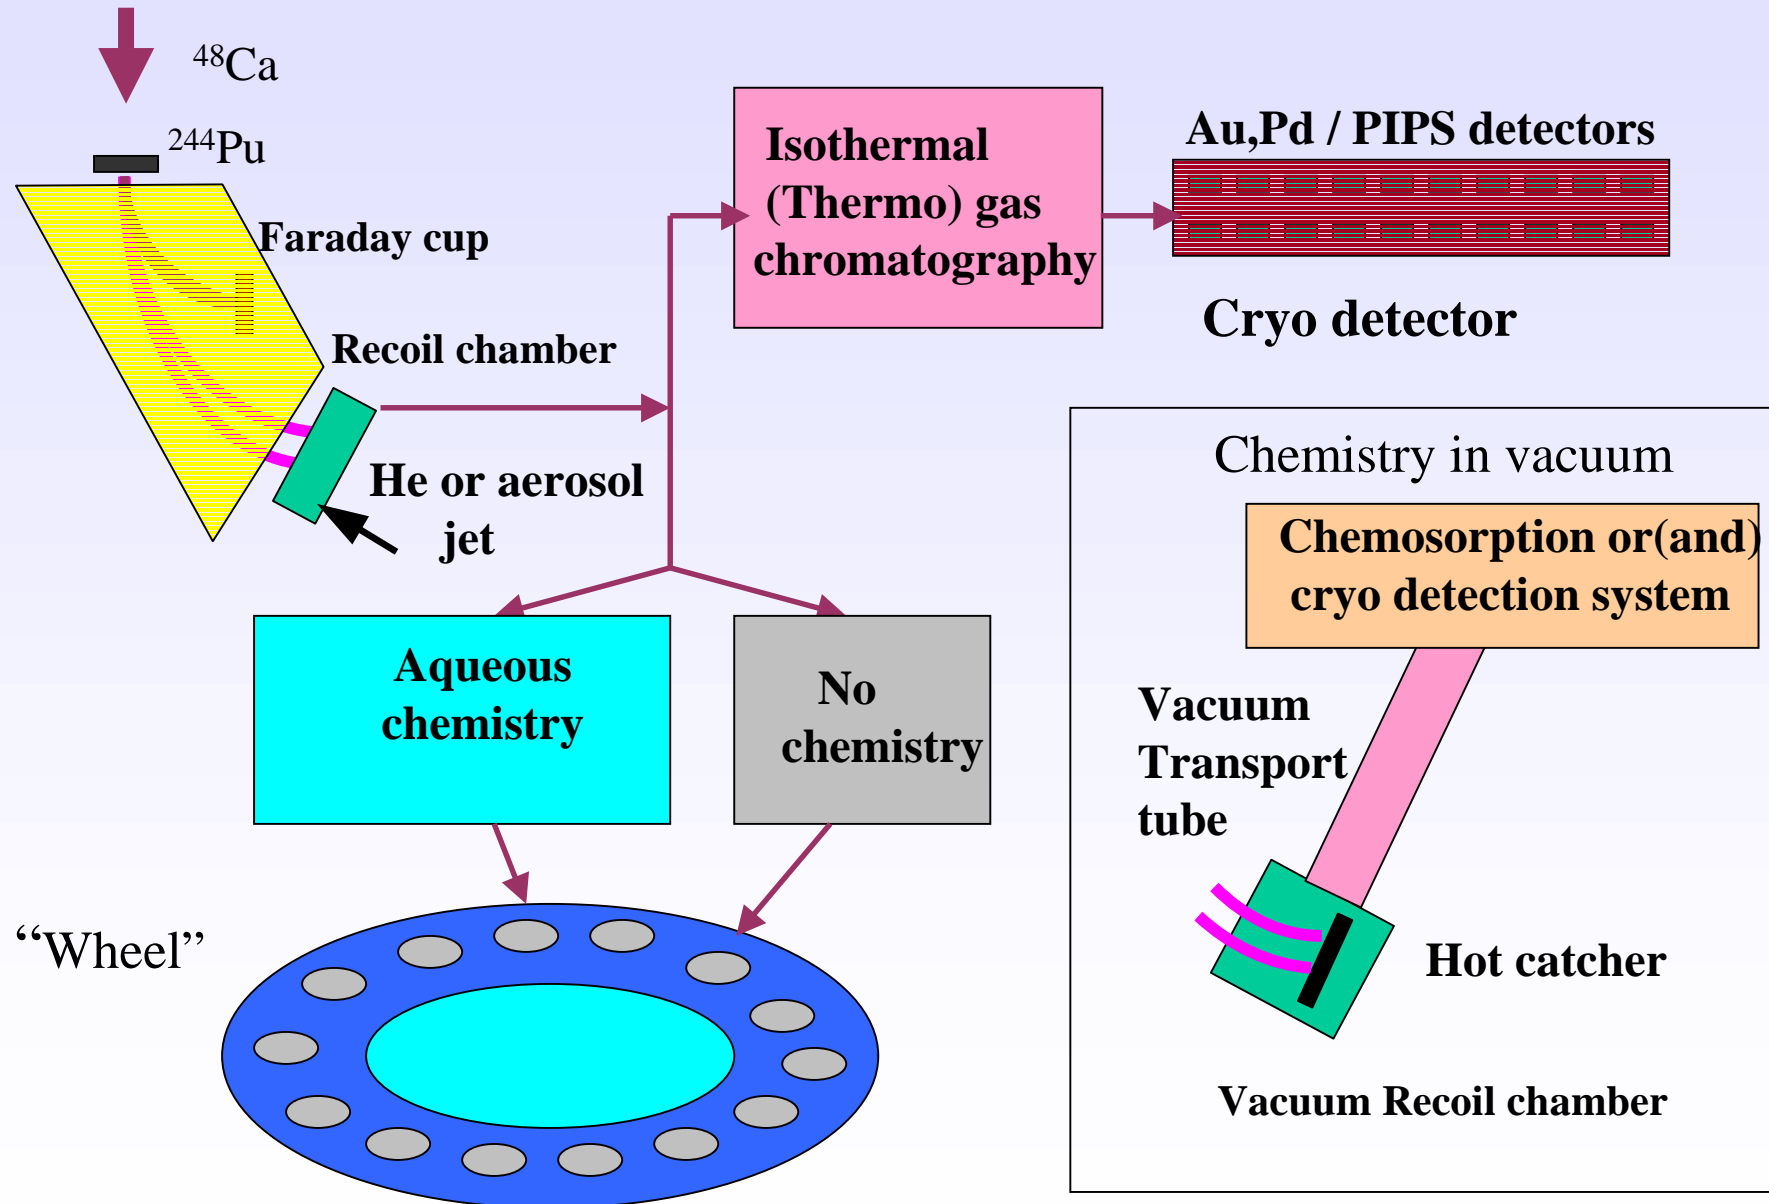 ⁴⁸Ca
²⁴⁴Pu
Faraday cup
Recoil chamber
He or aerosol
jet
Isothermal
(Thermo) gas
chromatography
Au,Pd / PIPS detectors
Cryo detector
Aqueous
chemistry
No
chemistry
“Wheel”
Chemistry in vacuum
Chemosorption or(and)
cryo detection system
Vacuum
Transport
tube
Hot catcher
Vacuum Recoil chamber